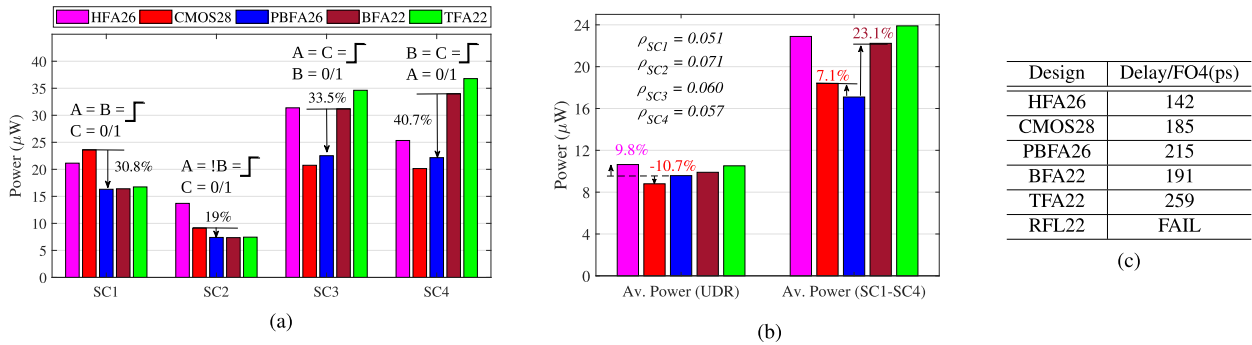 (a)
HFA26 CMOS28 PBFA26 BFA22 TFA22
Power (μW)
40
35
30
25
20
15
10
5
0
A = B =
C = 0/1
30.8%
A = !B =
C = 0/1
19%
A = C =
B = 0/1
33.5%
B = C =
A = 0/1
40.7%
SC1 SC2 SC3 SC4
(a)
Power (μW)
24
20
16
12
8
4
0
ρSC1 = 0.051
ρSC2 = 0.071
ρSC3 = 0.060
ρSC4 = 0.057
9.8%
-10.7%
7.1%
23.1%
Av. Power (UDR) Av. Power (SC1-SC4)
(b)
Design Delay/FO4(ps)
HFA26 142
CMOS28 185
PBFA26 215
BFA22 191
TFA22 259
RFL22 FAIL
(c)